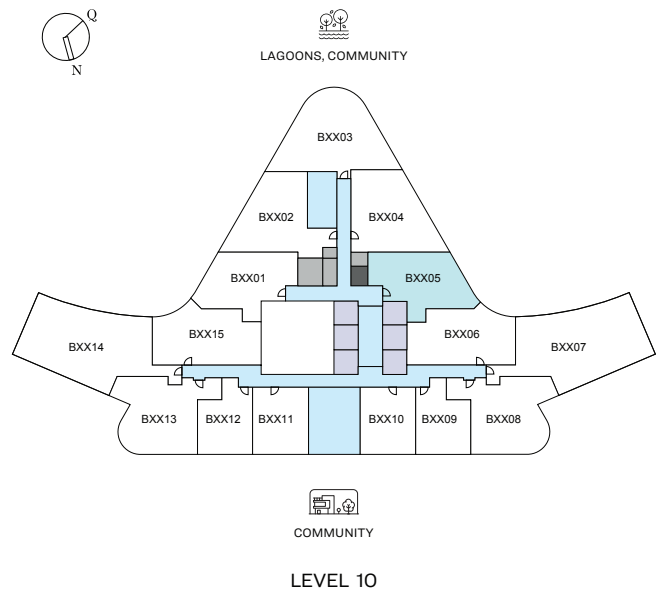 Q
N
LAGOONS, COMMUNITY
BXX03
BXX02
BXX04
BXX01
BXX05
BXX15
BXX06
BXX14
BXX07
BXX13
BXX12
BXX11
BXX10
BXX09
BXX08
COMMUNITY
LEVEL 10